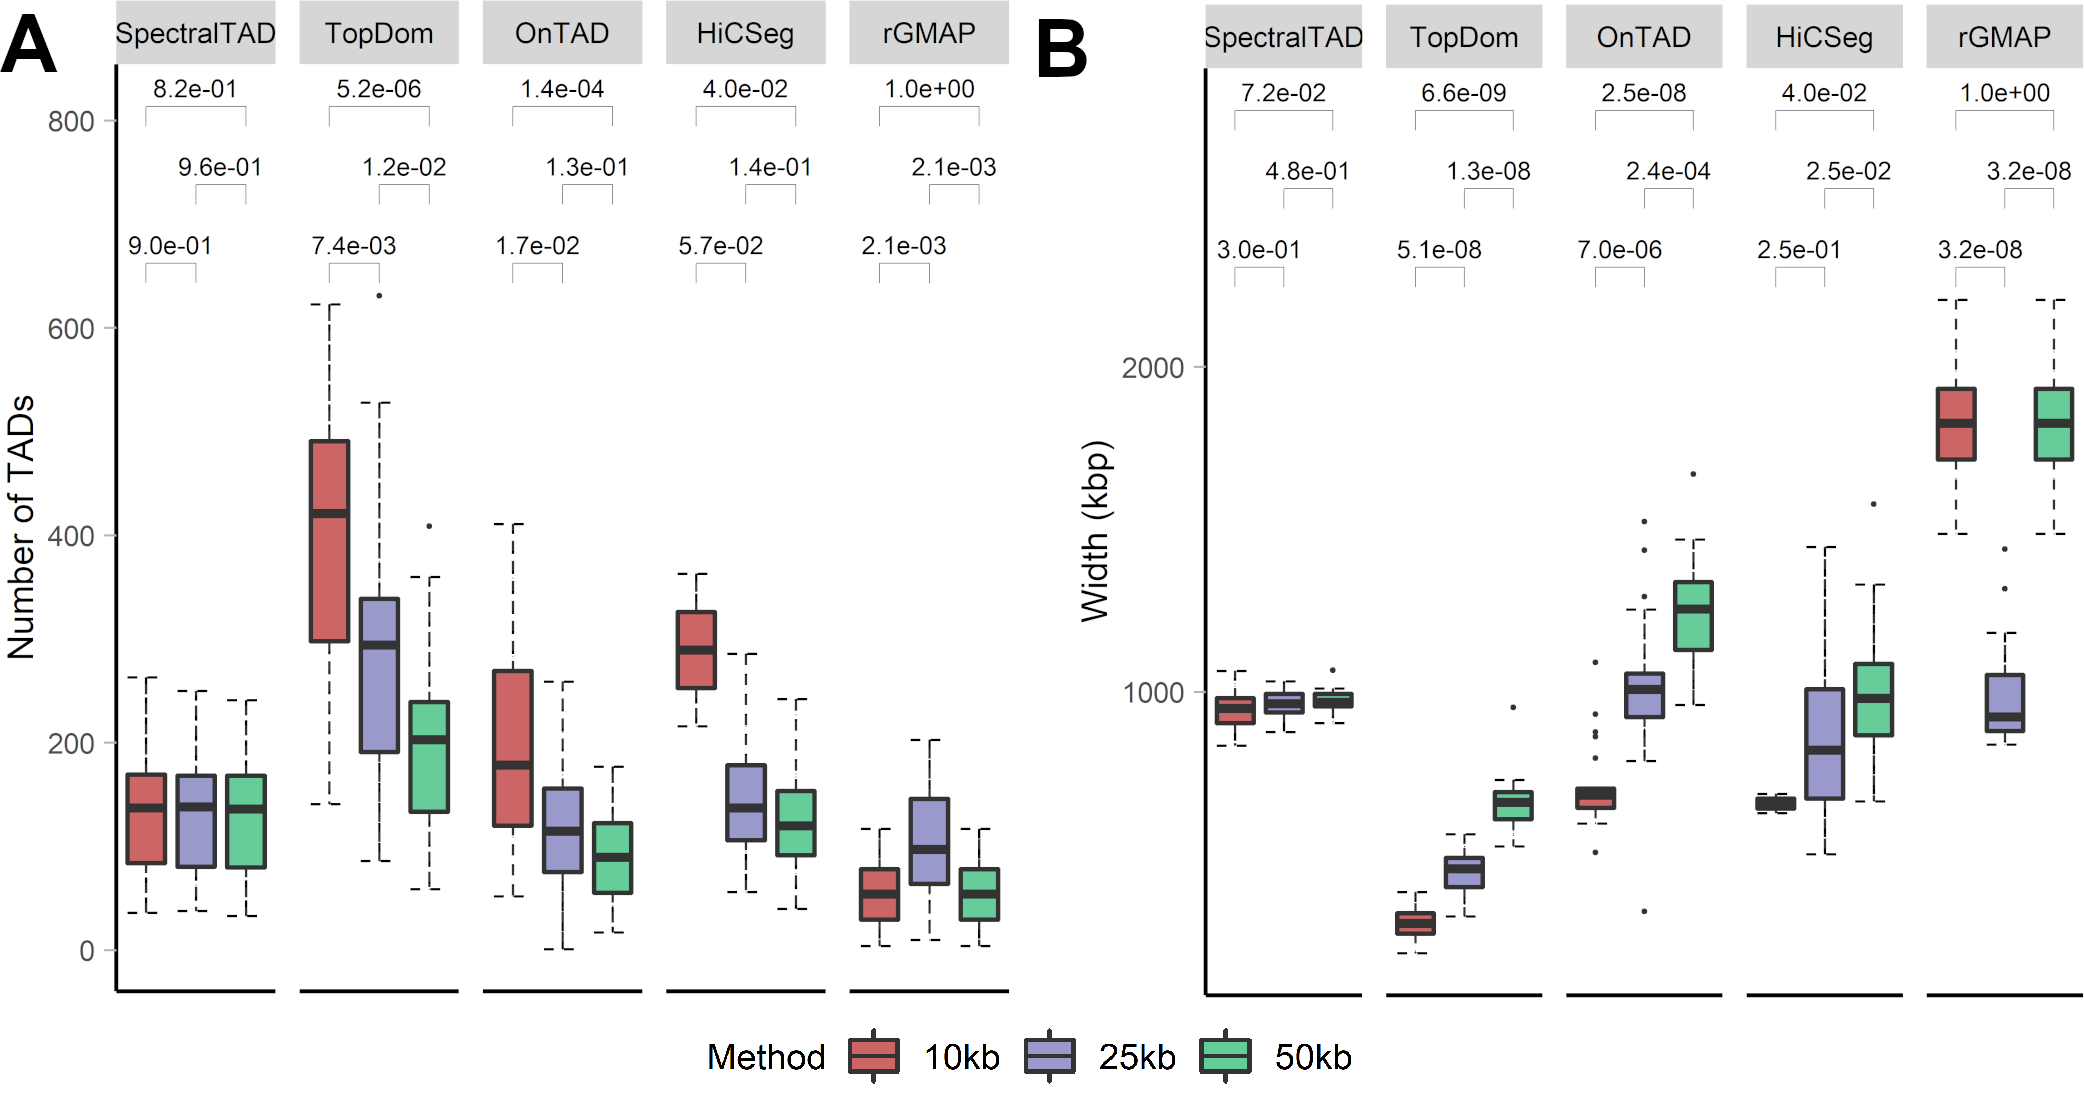 A
SpectralTAD TopDom OnTAD HiCSeg rGMAP
8.2e-01 5.2e-06 1.4e-04 4.0e-02 1.0e+00
9.6e-01 1.2e-02 1.3e-01 1.4e-01 2.1e-03
9.0e-01 7.4e-03 1.7e-02 5.7e-02 2.1e-03
800
600
400
200
0
Number of TADs
B
SpectralTAD TopDom OnTAD HiCSeg rGMAP
7.2e-02 6.6e-09 2.5e-08 4.0e-02 1.0e+00
4.8e-01 1.3e-08 2.4e-04 2.5e-02 3.2e-08
3.0e-01 5.1e-08 7.0e-06 2.5e-01 3.2e-08
2000
1000
Width (kbp)
Method 10kb 25kb 50kb